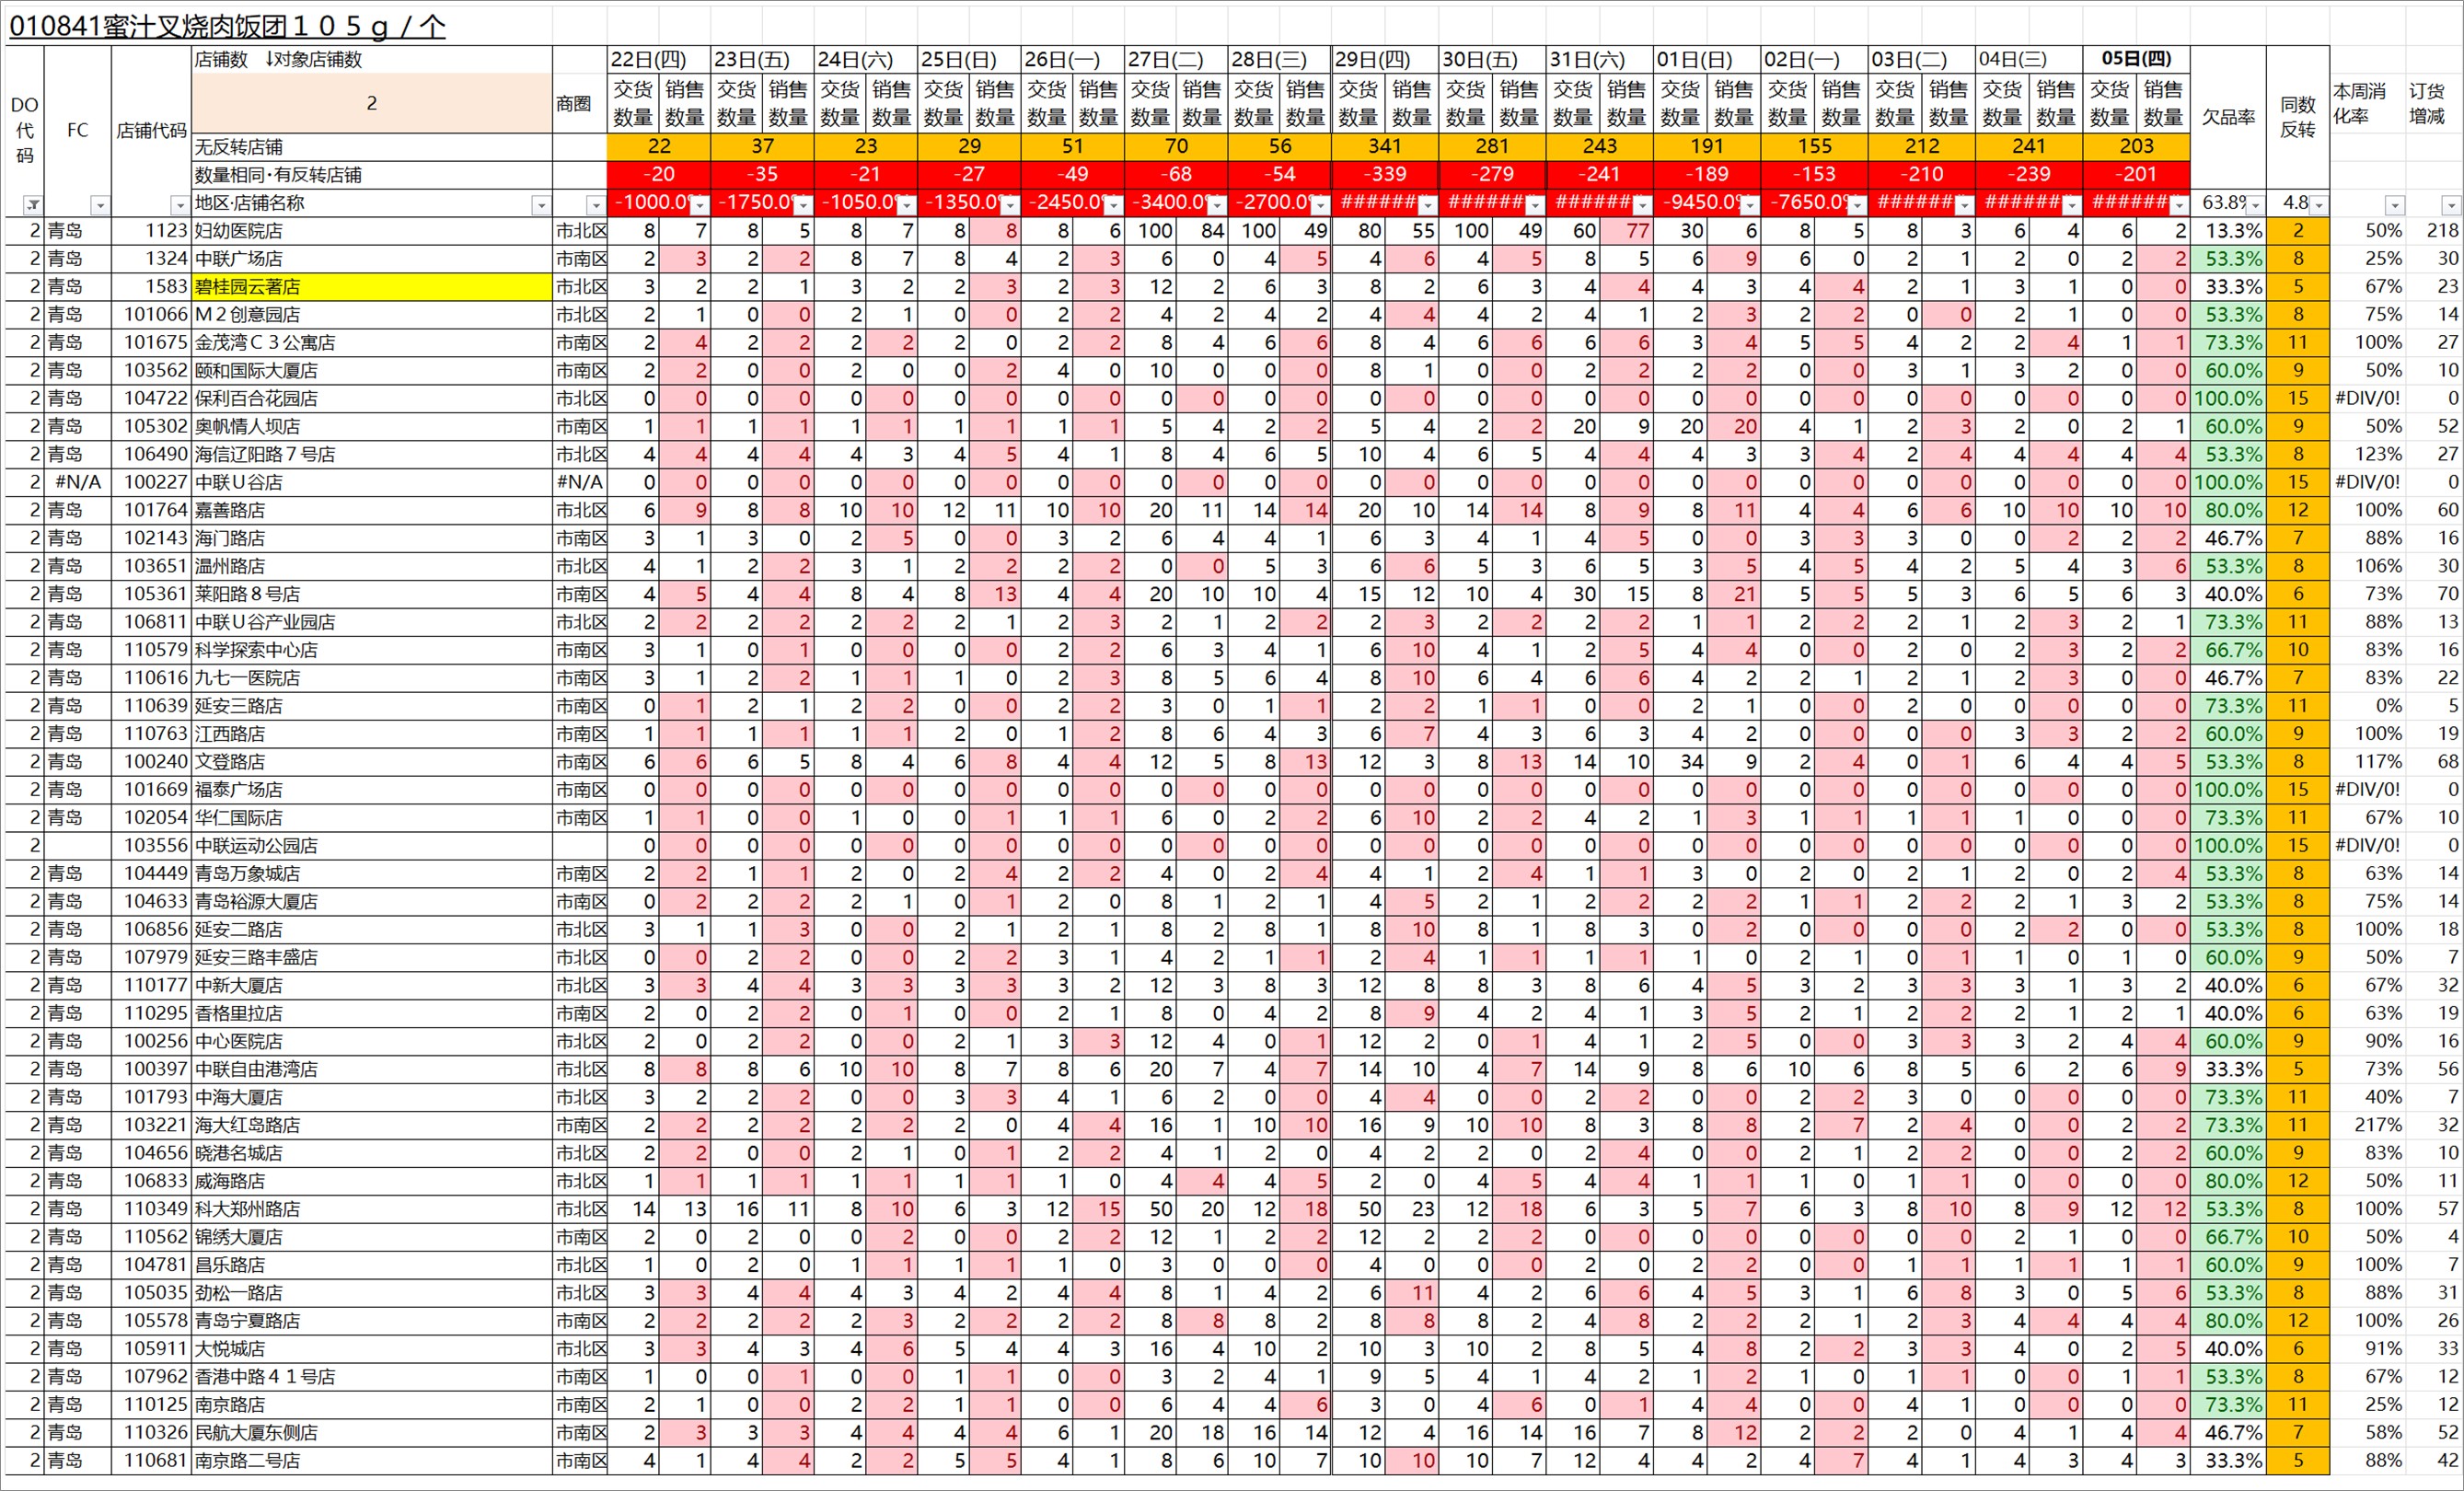 010841蜜汁叉烧肉饭团１０５ｇ／个
DO代码 FC 店铺代码 店铺数 ↓对象店铺数 2 商圈 22日(四) 23日(五) 24日(六) 25日(日) 26日(一) 27日(二) 28日(三) 29日(四) 30日(五) 31日(六) 01日(日) 02日(一) 03日(二) 04日(三) 05日(四) 欠品率 同数反转 本周消化率 订货增减
交货数量 销售数量 交货数量 销售数量 交货数量 销售数量 交货数量 销售数量 交货数量 销售数量 交货数量 销售数量 交货数量 销售数量 交货数量 销售数量 交货数量 销售数量 交货数量 销售数量 交货数量 销售数量 交货数量 销售数量 交货数量 销售数量 交货数量 销售数量 交货数量 销售数量
无反转店铺 22 37 23 29 51 70 56 341 281 243 191 155 212 241 203
数量相同·有反转店铺 -20 -35 -21 -27 -49 -68 -54 -339 -279 -241 -189 -153 -210 -239 -201
地区·店铺名称 -1000.0% -1750.0% -1050.0% -1350.0% -2450.0% -3400.0% -2700.0% ###### ###### ###### -9450.0% -7650.0% ###### ###### ###### 63.8% 4.8
2 青岛 1123 妇幼医院店 市北区 8 7 8 5 8 7 8 8 8 6 100 84 100 49 80 55 100 49 60 77 30 6 8 5 8 3 6 4 6 2 13.3% 2 50% 218
2 青岛 1324 中联广场店 市南区 2 3 2 2 8 7 8 4 2 3 6 0 4 5 4 6 4 5 8 5 6 9 6 0 2 1 2 0 2 2 53.3% 8 25% 30
2 青岛 1583 碧桂园云著店 市北区 3 2 2 1 3 2 2 3 2 3 12 2 6 3 8 2 6 3 4 4 4 3 4 4 2 1 3 1 0 0 33.3% 5 67% 23
2 青岛 101066 Ｍ２创意园店 市北区 2 1 0 0 2 1 0 0 2 2 4 2 4 2 4 4 4 2 4 1 2 3 2 2 0 0 2 1 0 0 53.3% 8 75% 14
2 青岛 101675 金茂湾Ｃ３公寓店 市南区 2 4 2 2 2 2 2 0 2 2 8 4 6 6 8 4 6 6 6 6 3 4 5 5 4 2 2 4 1 1 73.3% 11 100% 27
2 青岛 103562 颐和国际大厦店 市南区 2 2 0 0 2 0 0 2 4 0 10 0 0 0 8 1 0 0 2 2 2 2 0 0 3 1 3 2 0 0 60.0% 9 50% 10
2 青岛 104722 保利百合花园店 市北区 0 0 0 0 0 0 0 0 0 0 0 0 0 0 0 0 0 0 0 0 0 0 0 0 0 0 0 0 0 0 100.0% 15 #DIV/0! 0
2 青岛 105302 奥帆情人坝店 市南区 1 1 1 1 1 1 1 1 1 1 5 4 2 2 5 4 2 2 20 9 20 20 4 1 2 3 2 0 2 1 60.0% 9 50% 52
2 青岛 106490 海信辽阳路７号店 市北区 4 4 4 4 4 3 4 5 4 1 8 4 6 5 10 4 6 5 4 4 4 3 3 4 2 4 4 4 4 4 53.3% 8 123% 27
2 #N/A 100227 中联Ｕ谷店 #N/A 0 0 0 0 0 0 0 0 0 0 0 0 0 0 0 0 0 0 0 0 0 0 0 0 0 0 0 0 0 0 100.0% 15 #DIV/0! 0
2 青岛 101764 嘉善路店 市北区 6 9 8 8 10 10 12 11 10 10 20 11 14 14 20 10 14 14 8 9 8 11 4 4 6 6 10 10 10 10 80.0% 12 100% 60
2 青岛 102143 海门路店 市南区 3 1 3 0 2 5 0 0 3 2 6 4 4 1 6 3 4 1 4 5 0 0 3 3 3 0 0 2 2 2 46.7% 7 88% 16
2 青岛 103651 温州路店 市北区 4 1 2 2 3 1 2 2 2 2 0 0 5 3 6 6 5 3 6 5 3 5 4 5 4 2 5 4 3 6 53.3% 8 106% 30
2 青岛 105361 莱阳路８号店 市南区 4 5 4 4 8 4 8 13 4 4 20 10 10 4 15 12 10 4 30 15 8 21 5 5 5 3 6 5 6 3 40.0% 6 73% 70
2 青岛 106811 中联Ｕ谷产业园店 市北区 2 2 2 2 2 2 2 1 2 3 2 1 2 2 2 3 2 2 2 2 1 1 2 2 2 1 2 3 2 1 73.3% 11 88% 13
2 青岛 110579 科学探索中心店 市南区 3 1 0 1 0 0 0 0 2 2 6 3 4 1 6 10 4 1 2 5 4 4 0 0 2 0 2 3 2 2 66.7% 10 83% 16
2 青岛 110616 九七一医院店 市南区 3 1 2 2 1 1 1 0 2 3 8 5 6 4 8 10 6 4 6 6 4 2 2 1 2 1 2 3 0 0 46.7% 7 83% 22
2 青岛 110639 延安三路店 市南区 0 1 2 1 2 2 0 0 2 2 3 0 1 1 2 2 1 1 0 0 2 1 0 0 2 0 0 0 0 0 73.3% 11 0% 5
2 青岛 110763 江西路店 市南区 1 1 1 1 1 1 2 0 1 2 8 6 4 3 6 7 4 3 6 3 4 2 0 0 0 0 3 3 2 2 60.0% 9 100% 19
2 青岛 100240 文登路店 市南区 6 6 6 5 8 4 6 8 4 4 12 5 8 13 12 3 8 13 14 10 34 9 2 4 0 1 6 4 4 5 53.3% 8 117% 68
2 青岛 101669 福泰广场店 市南区 0 0 0 0 0 0 0 0 0 0 0 0 0 0 0 0 0 0 0 0 0 0 0 0 0 0 0 0 0 0 100.0% 15 #DIV/0! 0
2 青岛 102054 华仁国际店 市南区 1 1 0 0 1 0 0 1 1 1 6 0 2 2 6 10 2 2 4 2 1 3 1 1 1 1 1 0 0 0 73.3% 11 67% 10
2 103556 中联运动公园店 0 0 0 0 0 0 0 0 0 0 0 0 0 0 0 0 0 0 0 0 0 0 0 0 0 0 0 0 0 0 100.0% 15 #DIV/0! 0
2 青岛 104449 青岛万象城店 市南区 2 2 1 1 2 0 2 4 2 2 4 0 2 4 4 1 2 4 1 1 3 0 2 0 2 1 2 0 2 4 53.3% 8 63% 14
2 青岛 104633 青岛裕源大厦店 市南区 0 2 2 2 2 1 0 1 2 0 8 1 2 1 4 5 2 1 2 2 2 2 1 1 2 2 2 1 3 2 53.3% 8 75% 14
2 青岛 106856 延安二路店 市北区 3 1 1 3 0 0 2 1 2 1 8 2 8 1 8 10 8 1 8 3 0 2 0 0 0 0 2 2 0 0 53.3% 8 100% 18
2 青岛 107979 延安三路丰盛店 市南区 0 0 2 2 0 0 2 2 3 1 4 2 1 1 2 4 1 1 1 1 1 0 2 1 0 1 1 0 1 0 60.0% 9 50% 7
2 青岛 110177 中新大厦店 市北区 3 3 4 4 3 3 3 3 3 2 12 3 8 3 12 8 8 3 8 6 4 5 3 2 3 3 3 1 3 2 40.0% 6 67% 32
2 青岛 110295 香格里拉店 市南区 2 0 2 2 0 1 0 0 2 1 8 0 4 2 8 9 4 2 4 1 3 5 2 1 2 2 2 1 2 1 40.0% 6 63% 19
2 青岛 100256 中心医院店 市北区 2 0 2 2 0 0 2 1 3 3 12 4 0 1 12 2 0 1 4 1 2 5 0 0 3 3 3 2 4 4 60.0% 9 90% 16
2 青岛 100397 中联自由港湾店 市北区 8 8 8 6 10 10 8 7 8 6 20 7 4 7 14 10 4 7 14 9 8 6 10 6 8 5 6 2 6 9 33.3% 5 73% 56
2 青岛 101793 中海大厦店 市北区 3 2 2 2 0 0 3 3 4 1 6 2 0 0 4 4 0 0 2 2 0 0 2 2 3 0 0 0 0 0 73.3% 11 40% 7
2 青岛 103221 海大红岛路店 市南区 2 2 2 2 2 2 2 0 4 4 16 1 10 10 16 9 10 10 8 3 8 8 2 7 2 4 0 0 2 2 73.3% 11 217% 32
2 青岛 104656 晓港名城店 市南区 2 2 0 0 2 1 0 1 2 2 4 1 2 0 4 2 2 0 2 4 0 0 2 1 2 2 0 0 2 2 60.0% 9 83% 10
2 青岛 106833 威海路店 市北区 1 1 1 1 1 1 1 1 1 0 4 4 4 5 2 0 4 5 4 4 1 1 1 0 1 1 0 0 0 0 80.0% 12 50% 11
2 青岛 110349 科大郑州路店 市北区 14 13 16 11 8 10 6 3 12 15 50 20 12 18 50 23 12 18 6 3 5 7 6 3 8 10 8 9 12 12 53.3% 8 100% 57
2 青岛 110562 锦绣大厦店 市南区 2 0 2 0 0 2 0 0 2 2 12 1 2 2 12 2 2 2 0 0 0 0 0 0 0 0 2 1 0 0 66.7% 10 50% 4
2 青岛 104781 昌乐路店 市北区 1 0 2 0 1 1 1 1 1 0 3 0 0 0 4 0 0 0 2 0 2 2 0 0 1 1 1 1 1 1 60.0% 9 100% 7
2 青岛 105035 劲松一路店 市北区 3 3 4 4 4 3 4 2 4 4 8 1 4 2 6 11 4 2 6 6 4 5 3 1 6 8 3 0 5 6 53.3% 8 88% 31
2 青岛 105578 青岛宁夏路店 市南区 2 2 2 2 2 3 2 2 2 2 8 8 8 2 8 8 8 2 4 8 2 2 2 1 2 3 4 4 4 4 80.0% 12 100% 26
2 青岛 105911 大悦城店 市北区 3 3 4 3 4 6 5 4 4 3 16 4 10 2 10 3 10 2 8 5 4 8 2 2 3 3 4 0 2 5 40.0% 6 91% 33
2 青岛 107962 香港中路４１号店 市南区 1 0 0 1 0 0 1 1 0 0 3 2 4 1 9 5 4 1 4 2 1 2 1 0 1 1 0 0 1 1 53.3% 8 67% 12
2 青岛 110125 南京路店 市南区 2 1 0 0 2 2 1 1 0 0 6 4 4 6 3 0 4 6 0 1 4 4 0 0 4 1 0 0 0 0 73.3% 11 25% 12
2 青岛 110326 民航大厦东侧店 市南区 2 3 3 3 4 4 4 4 6 1 20 18 16 14 12 4 16 14 16 7 8 12 2 2 2 0 4 1 4 4 46.7% 7 58% 52
2 青岛 110681 南京路二号店 市南区 4 1 4 4 2 2 5 5 4 1 8 6 10 7 10 10 10 7 12 4 4 2 4 7 4 1 4 3 4 3 33.3% 5 88% 42